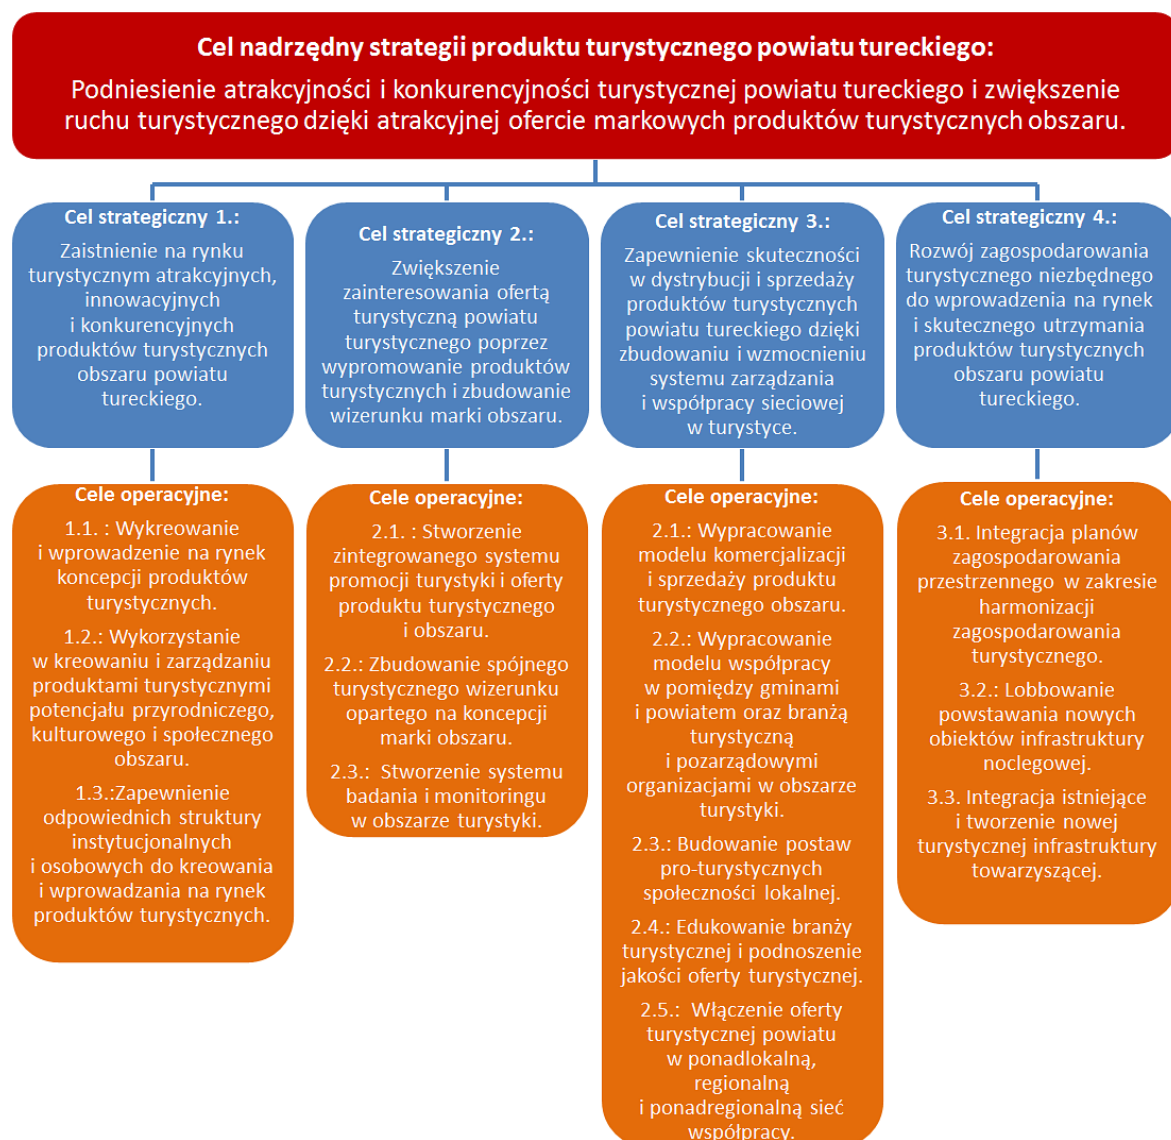 Cel nadrzędny strategii produktu turystycznego powiatu tureckiego:
Podniesienie atrakcyjności i konkurencyjności turystycznej powiatu tureckiego i zwiększenie
ruchu turystycznego dzięki atrakcyjnej ofercie markowych produktów turystycznych obszaru.
Cel strategiczny 1.:
Zaistnienie na rynku
turystycznym atrakcyjnych,
innowacyjnych
i konkurencyjnych
produktów turystycznych
obszaru powiatu
tureckiego.
Cel strategiczny 2.:
Zwiększenie
zainteresowania ofertą
turystyczną powiatu
turystycznego poprzez
wypromowanie produktów
turystycznych i zbudowanie
wizerunku marki obszaru.
Cel strategiczny 3.:
Zapewnienie skuteczności
w dystrybucji i sprzedaży
produktów turystycznych
powiatu tureckiego dzięki
zbudowaniu i wzmocnieniu
systemu zarządzania
i współpracy sieciowej
w turystyce.
Cel strategiczny 4.:
Rozwój zagospodarowania
turystycznego niezbędnego
do wprowadzenia na rynek
i skutecznego utrzymania
produktów turystycznych
obszaru powiatu
tureckiego.
Cele operacyjne:
1.1. : Wykreowanie
i wprowadzenie na rynek
koncepcji produktów
turystycznych.
1.2.: Wykorzystanie
w kreowaniu i zarządzaniu
produktami turystycznymi
potencjału przyrodniczego,
kulturowego i społecznego
obszaru.
1.3.:Zapewnienie
odpowiednich struktury
instytucjonalnych
i osobowych do kreowania
i wprowadzania na rynek
produktów turystycznych.
Cele operacyjne:
2.1. : Stworzenie
zintegrowanego systemu
promocji turystyki i oferty
produktu turystycznego
i obszaru.
2.2.: Zbudowanie spójnego
turystycznego wizerunku
opartego na koncepcji
marki obszaru.
2.3.: Stworzenie systemu
badania i monitoringu
w obszarze turystyki.
Cele operacyjne:
2.1.: Wypracowanie
modelu komercjalizacji
i sprzedaży produktu
turystycznego obszaru.
2.2.: Wypracowanie
modelu współpracy
w pomiędzy gminami
i powiatem oraz branżą
turystyczną
i pozarządowymi
organizacjami w obszarze
turystyki.
2.3.: Budowanie postaw
pro-turystycznych
społeczności lokalnej.
2.4.: Edukowanie branży
turystycznej i podnoszenie
jakości oferty turystycznej.
2.5.: Włączenie oferty
turystycznej powiatu
w ponadlokalną,
regionalną
i ponadregionalną sieć
współpracy.
Cele operacyjne:
3.1. Integracja planów
zagospodarowania
przestrzennego w zakresie
harmonizacji
zagospodarowania
turystycznego.
3.2.: Lobbowanie
powstawania nowych
obiektów infrastruktury
noclegowej.
3.3. Integracja istniejące
i tworzenie nowej
turystycznej infrastruktury
towarzyszącej.